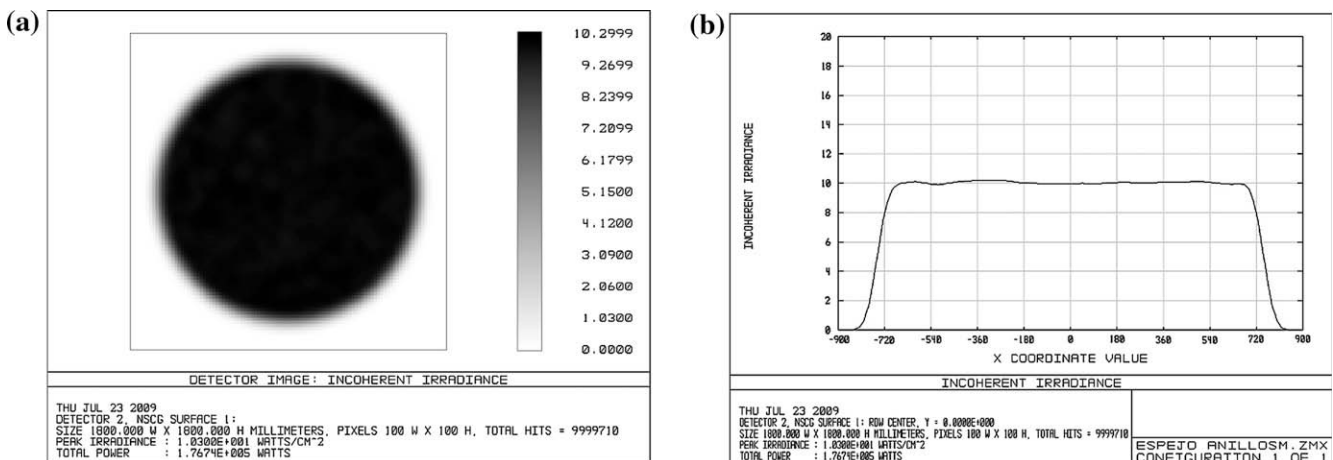 (a)
10.2999
9.2699
8.2399
7.2099
6.1799
5.1500
4.1200
3.0900
2.0600
1.0300
0.0000
DETECTOR IMAGE: INCOHERENT IRRADIANCE
THU JUL 23 2009
DETECTOR 2, NSCG SURFACE 1:
SIZE 1800.000 W X 1800.000 H MILLIMETERS, PIXELS 100 W X 100 H, TOTAL HITS = 9999710
PEAK IRRADIANCE : 1.0300E+001 WATTS/CM^2
TOTAL POWER : 1.7674E+005 WATTS
(b)
INCOHERENT IRRADIANCE
20
18
16
14
12
10
8
6
4
2
0
-900 -720 -540 -360 -180 0 180 360 540 720 900
X COORDINATE VALUE
INCOHERENT IRRADIANCE
THU JUL 23 2009
DETECTOR 2, NSCG SURFACE 1: ROW CENTER, Y = 0.0000E+000
SIZE 1800.000 W X 1800.000 H MILLIMETERS, PIXELS 100 W X 100 H, TOTAL HITS = 9999710
PEAK IRRADIANCE : 1.0300E+001 WATTS/CM^2
TOTAL POWER : 1.7674E+005 WATTS
ESPEJO ANILLOSM.ZMX
CONFIGURATION 1 OF 1